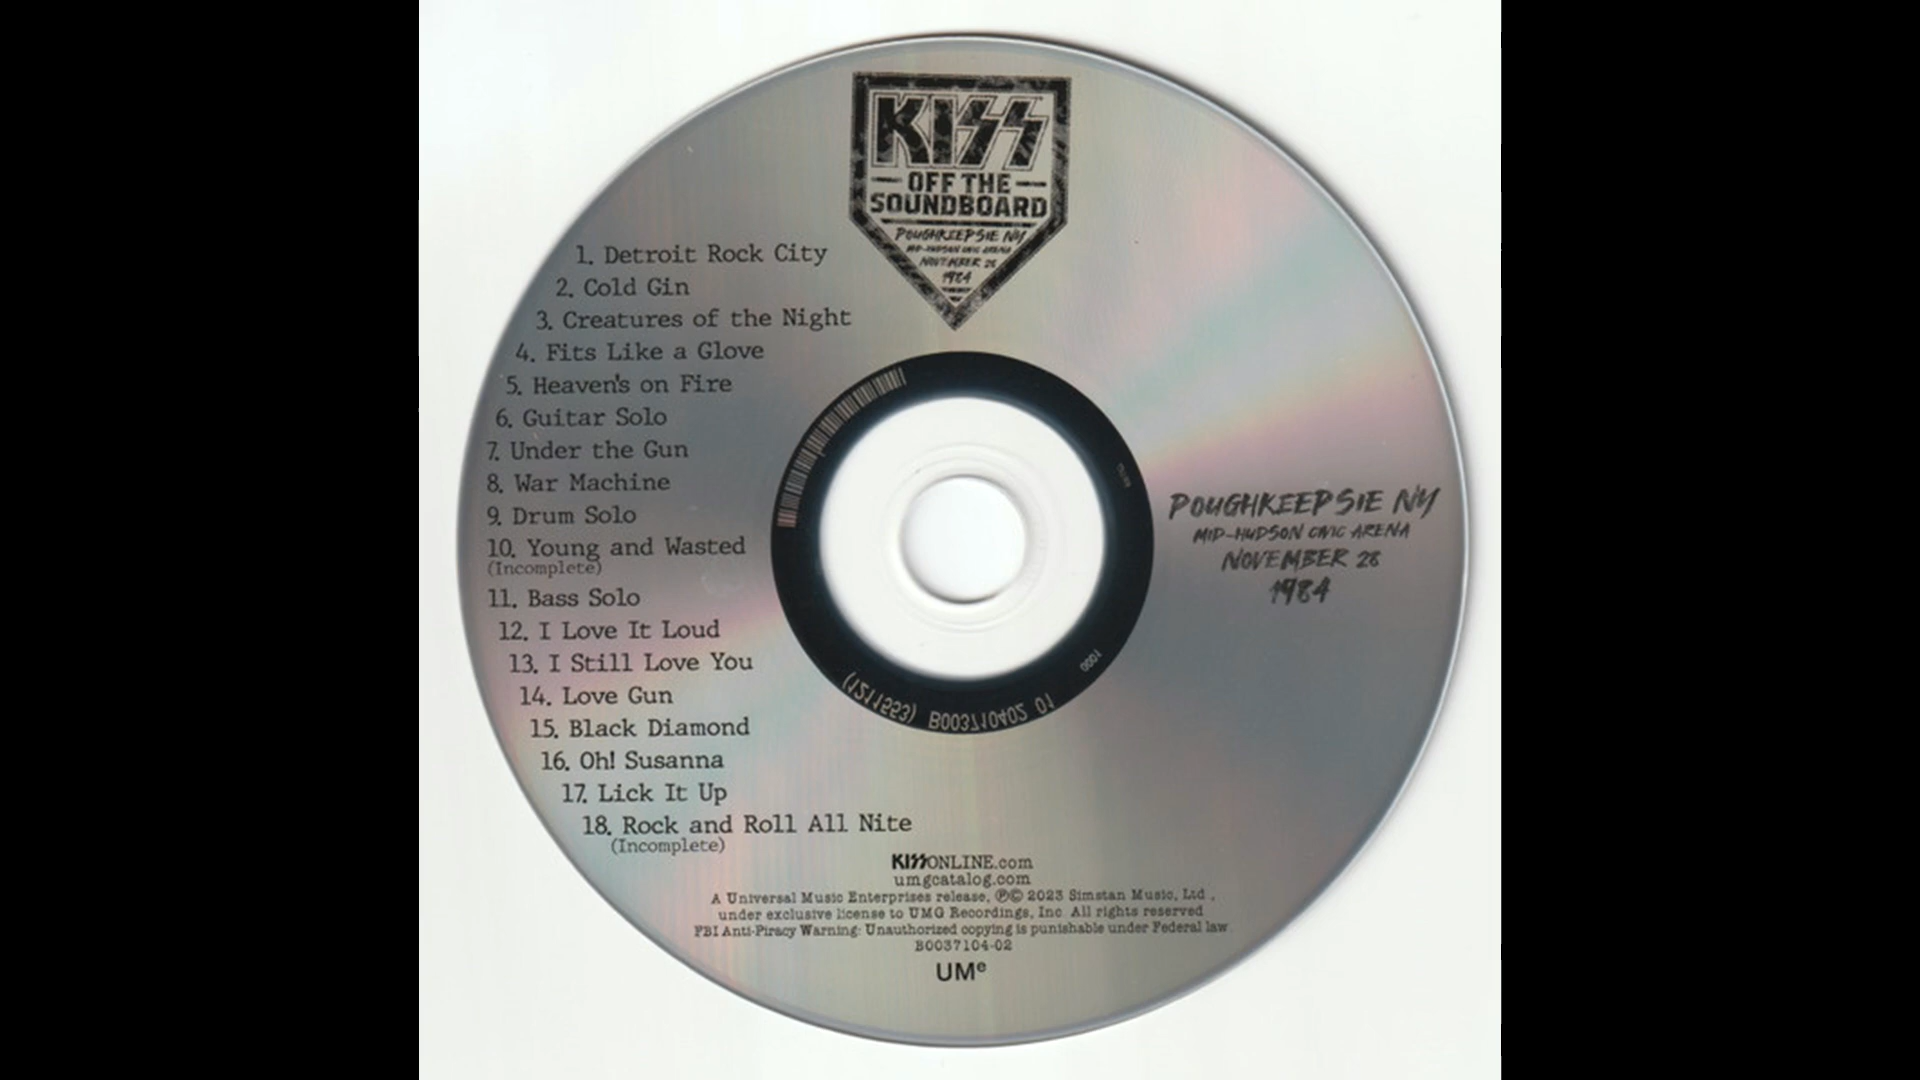 KISS
OFF THE
SOUNDBOARD
POUGHKEEPSIE NY
MID-HUDSON CIVIC ARENA
NOVEMBER 28
1984
1. Detroit Rock City
2. Cold Gin
3. Creatures of the Night
4. Fits Like a Glove
5. Heaven's on Fire
6. Guitar Solo
7. Under the Gun
8. War Machine
9. Drum Solo
10. Young and Wasted
(Incomplete)
11. Bass Solo
12. I Love It Loud
13. I Still Love You
14. Love Gun
15. Black Diamond
16. Oh! Susanna
17. Lick It Up
18. Rock and Roll All Nite
(Incomplete)
POUGHKEEPSIE NY
MID-HUDSON CIVIC ARENA
NOVEMBER 28
1984
(1211553) B003710402 01
KISSONLINE.com
umgcatalog.com
A Universal Music Enterprises release, ℗© 2023 Simstan Music, Ltd.,
under exclusive license to UMG Recordings, Inc. All rights reserved
FBI Anti-Piracy Warning: Unauthorized copying is punishable under Federal law.
B0037104-02
UMe